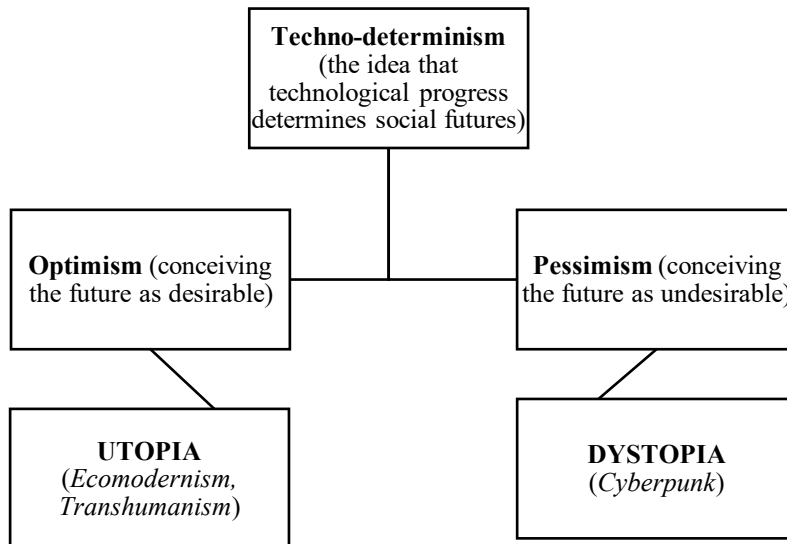 Techno-determinism
(the idea that
technological progress
determines social futures)
Optimism (conceiving
the future as desirable)
Pessimism (conceiving
the future as undesirable)
UTOPIA
(Ecomodernism,
Transhumanism)
DYSTOPIA
(Cyberpunk)